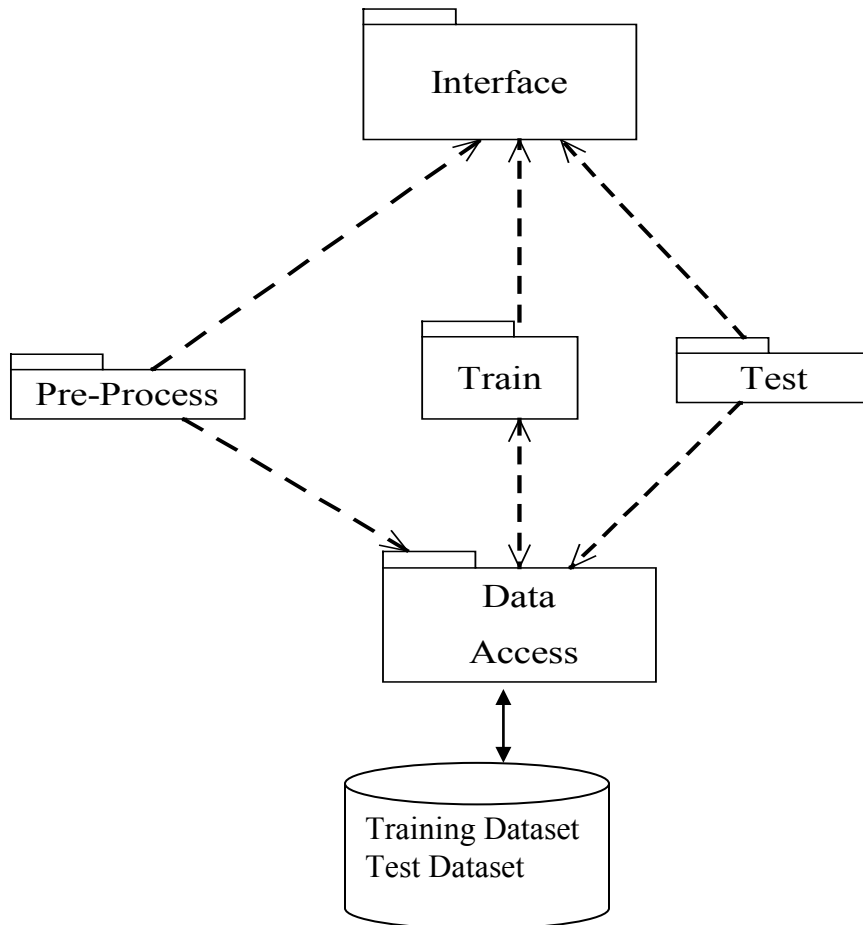 Interface
Pre-Process
Train
Test
Data
Access
Training Dataset
Test Dataset